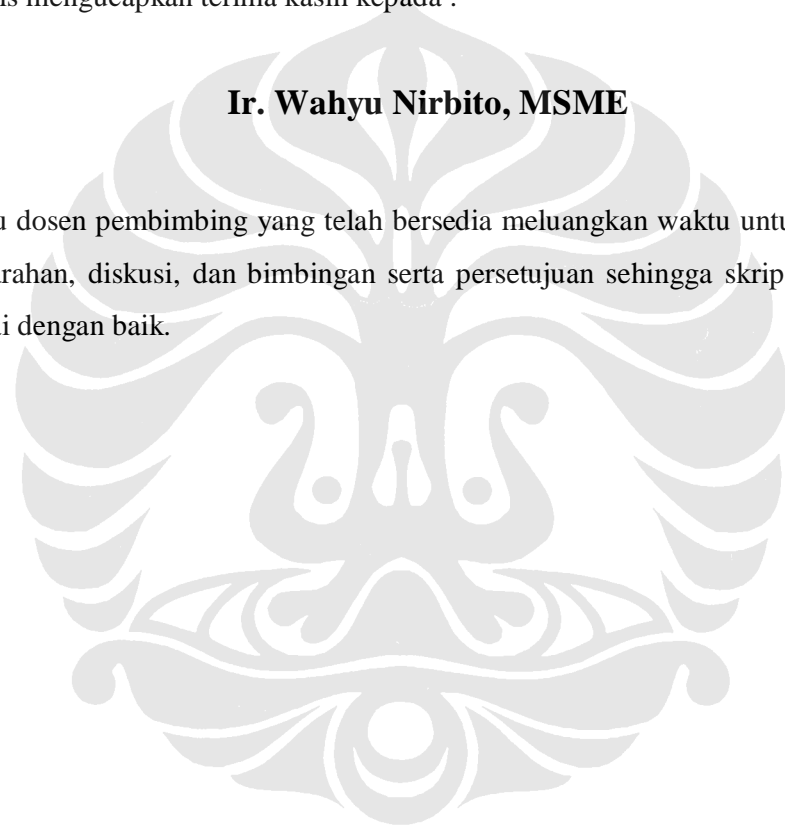 is mengucapkan terima kasih kepada :
Ir. Wahyu Nirbito, MSME
u dosen pembimbing yang telah bersedia meluangkan waktu untu
rahan, diskusi, dan bimbingan serta persetujuan sehingga skrip
i dengan baik.